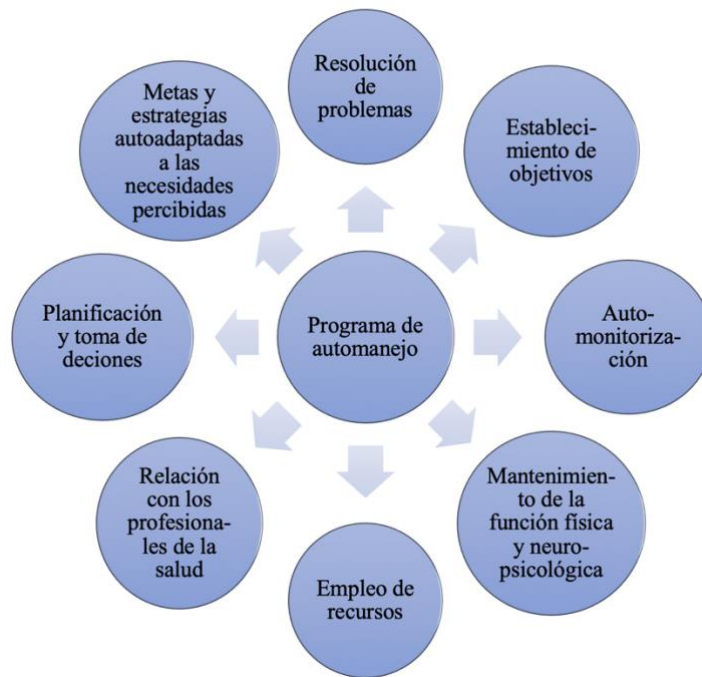 Resolución
de
problemas
Estableci-
miento de
objetivos
Auto-
monitoriza-
ción
Mantenimien-
to de la
función física
y neuro-
psicológica
Empleo de
recursos
Relación
con los
profesiona-
les de la
salud
Planificación
y toma de
deciones
Metas y
estrategias
autoadaptadas
a las
necesidades
percibidas
Programa de
automanejo